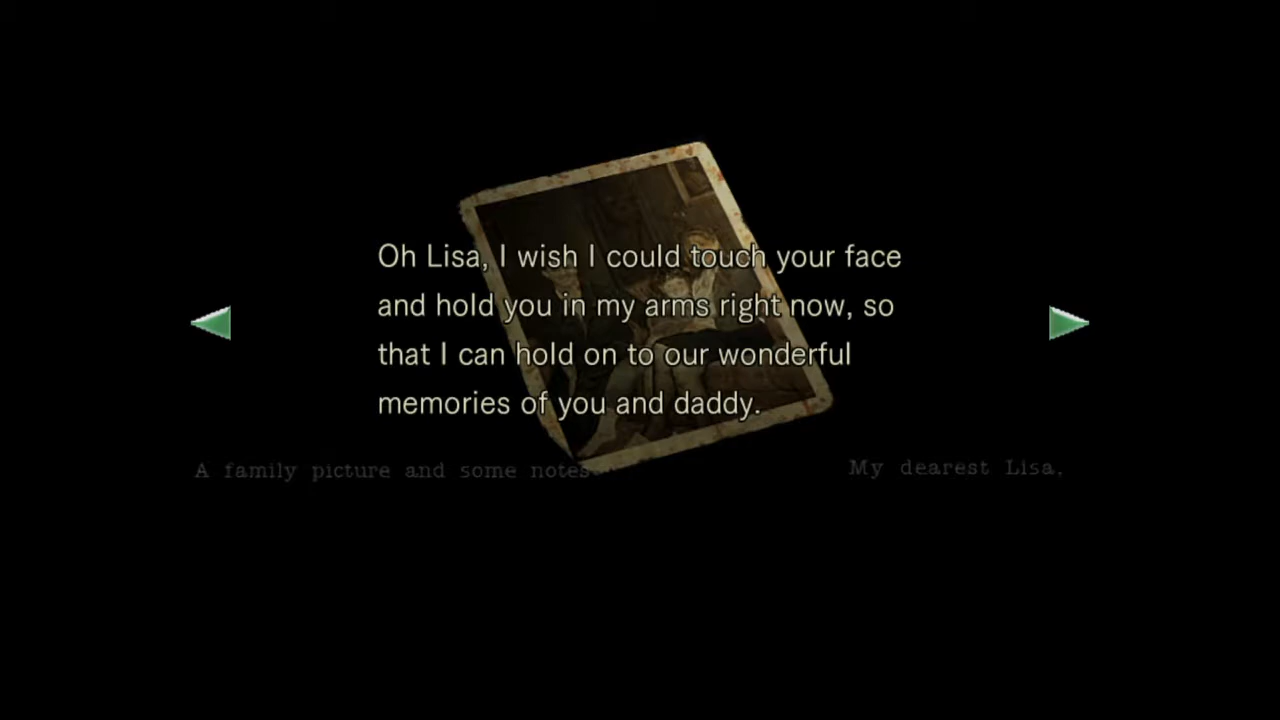 Oh Lisa, I wish I could touch your face
and hold you in my arms right now, so
that I can hold on to our wonderful
memories of you and daddy.
A family picture and some notes
My dearest Lisa,